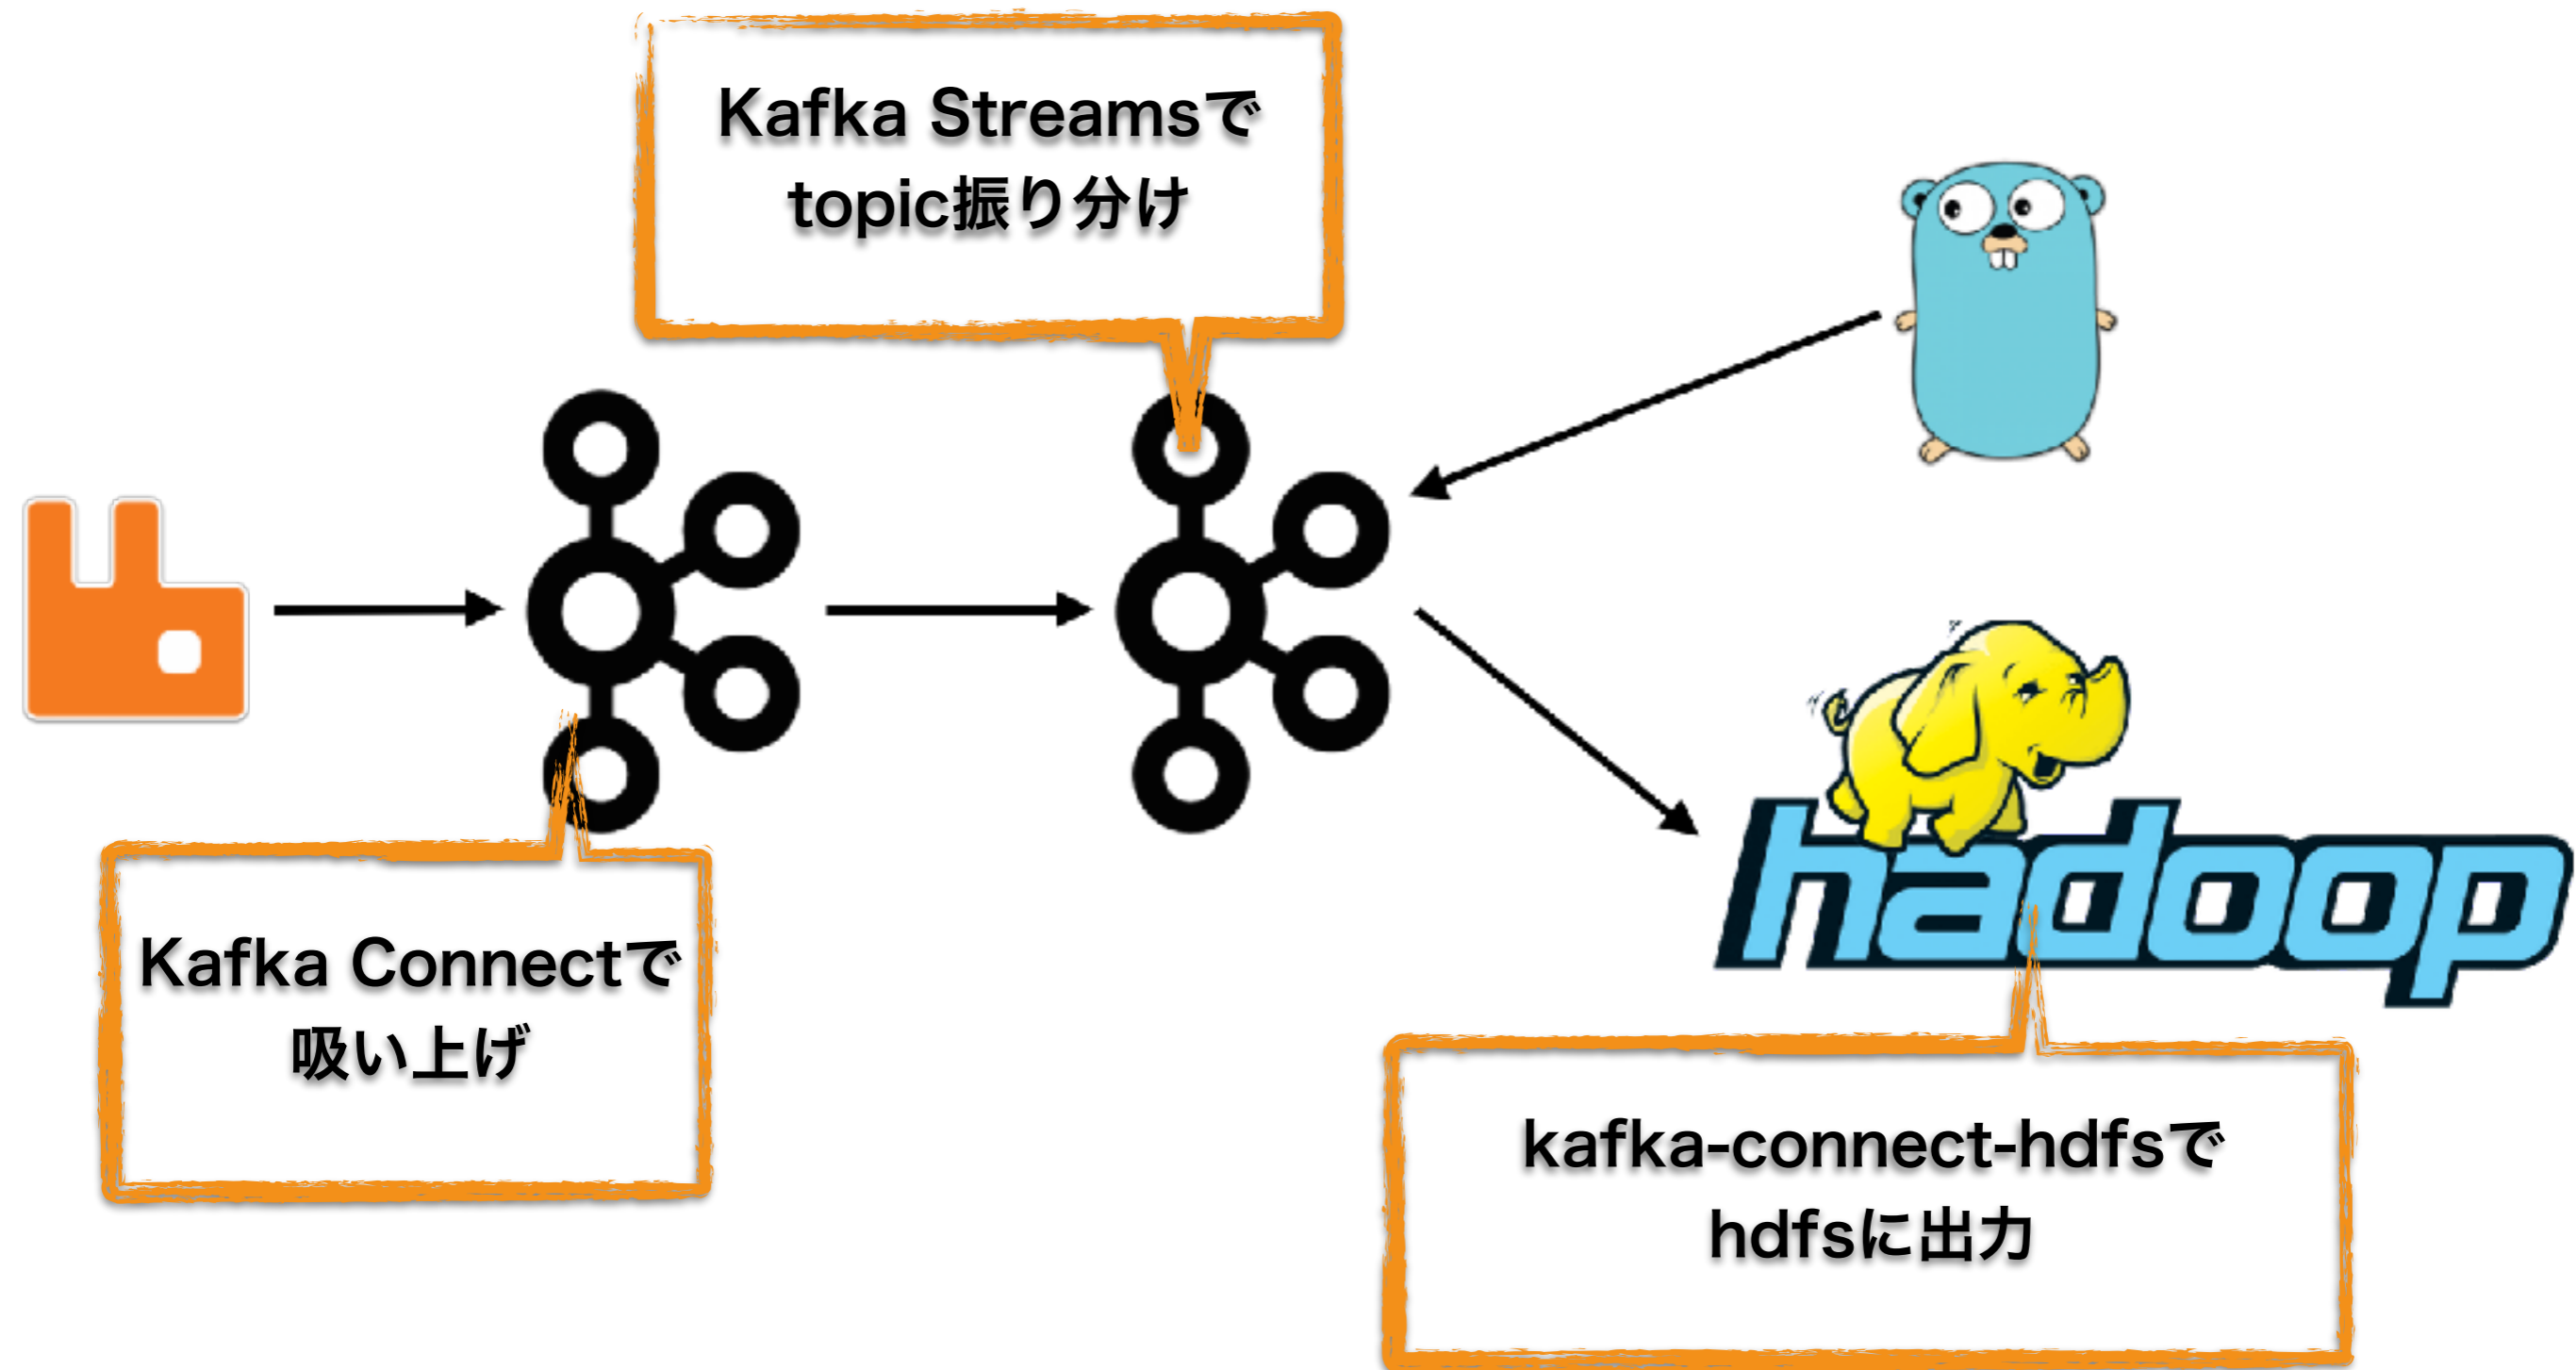 Kafka Streamsで
topic振り分け
Kafka Connectで
吸い上げ
hadoop
kafka-connect-hdfsで
hdfsに出力